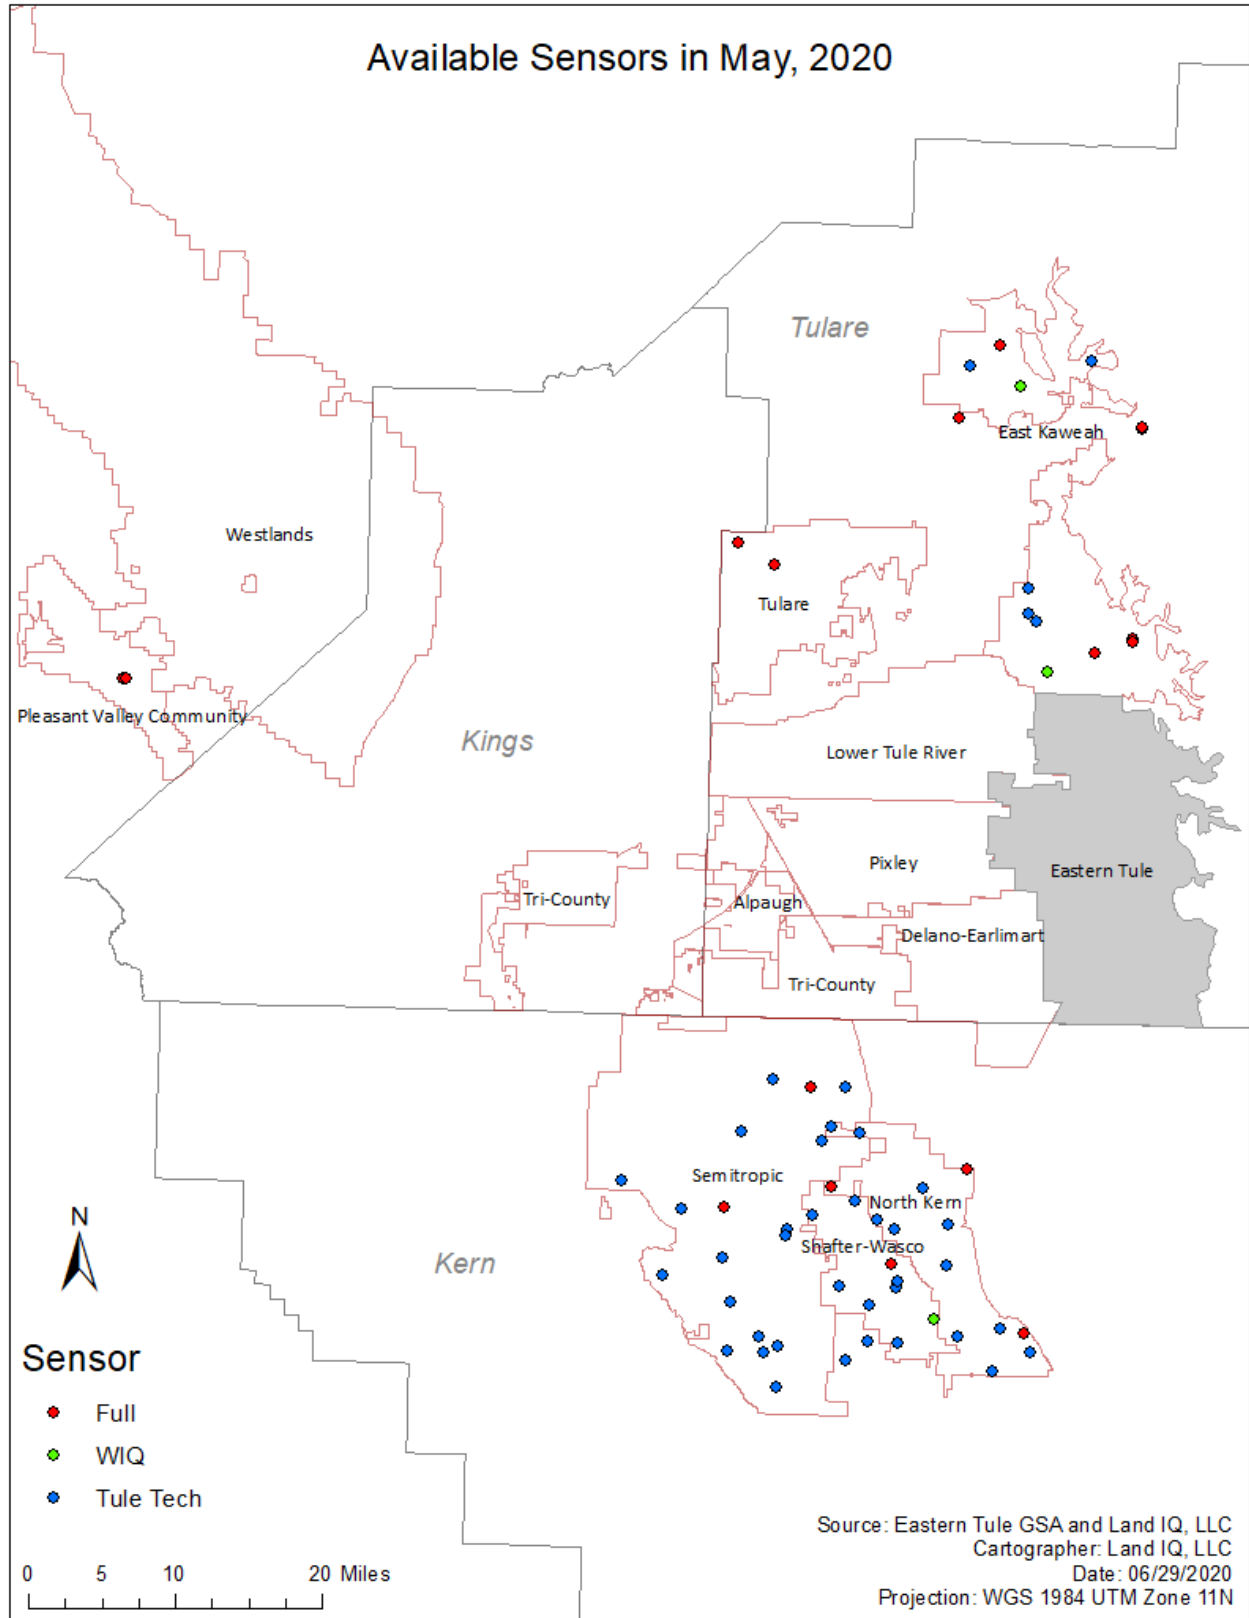 Available Sensors in May, 2020
Tulare
East Kaweah
Westlands
Tulare
Pleasant Valley Community
Kings
Lower Tule River
Pixley
Eastern Tule
Tri-County
Alpaugh
Delano-Earlimart
Tri-County
Semitropic
North Kern
N
Shafter-Wasco
Kern
Sensor
Full
WIQ
Tule Tech
Source: Eastern Tule GSA and Land IQ, LLC
Cartographer: Land IQ, LLC
Date: 06/29/2020
Projection: WGS 1984 UTM Zone 11N
0 5 10 20 Miles